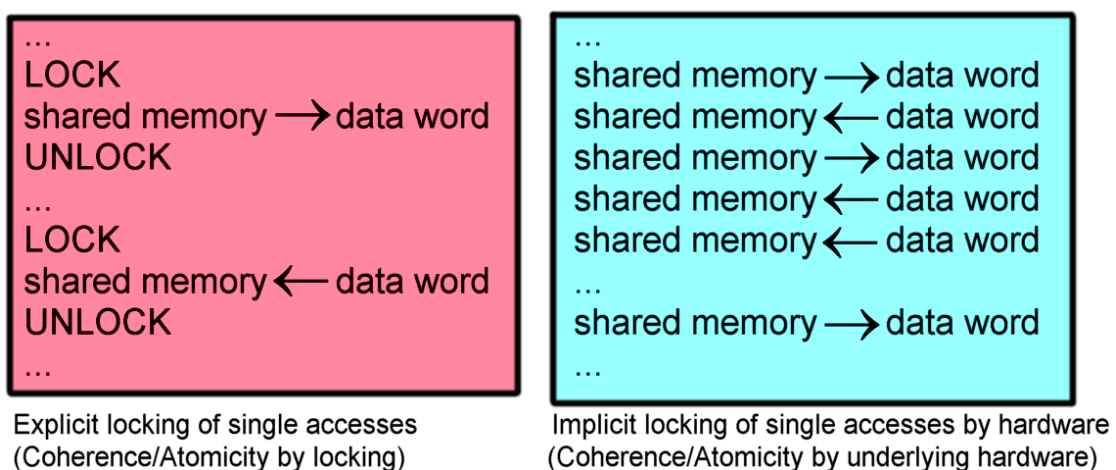 ...
LOCK
shared memory → data word
UNLOCK
...
LOCK
shared memory ← data word
UNLOCK
...
Explicit locking of single accesses
(Coherence/Atomicity by locking)
...
shared memory → data word
shared memory ← data word
shared memory → data word
shared memory ← data word
shared memory ← data word
...
shared memory → data word
...
Implicit locking of single accesses by hardware
(Coherence/Atomicity by underlying hardware)